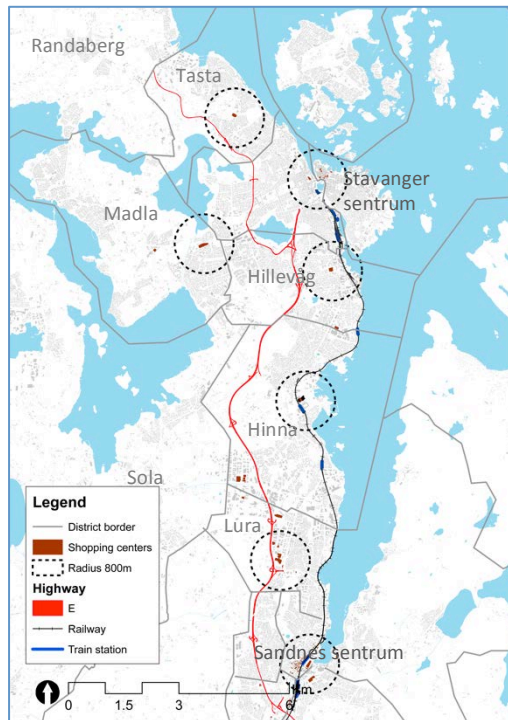 Randaberg
Tasta
Stavanger
sentrum
Madla
Hillevåg
Hinna
Sola
Lura
Legend
District border
Shopping centers
Radius 800m
Highway
E
Railway
Train station
Sandnes sentrum
Km
0 1.5 3 6